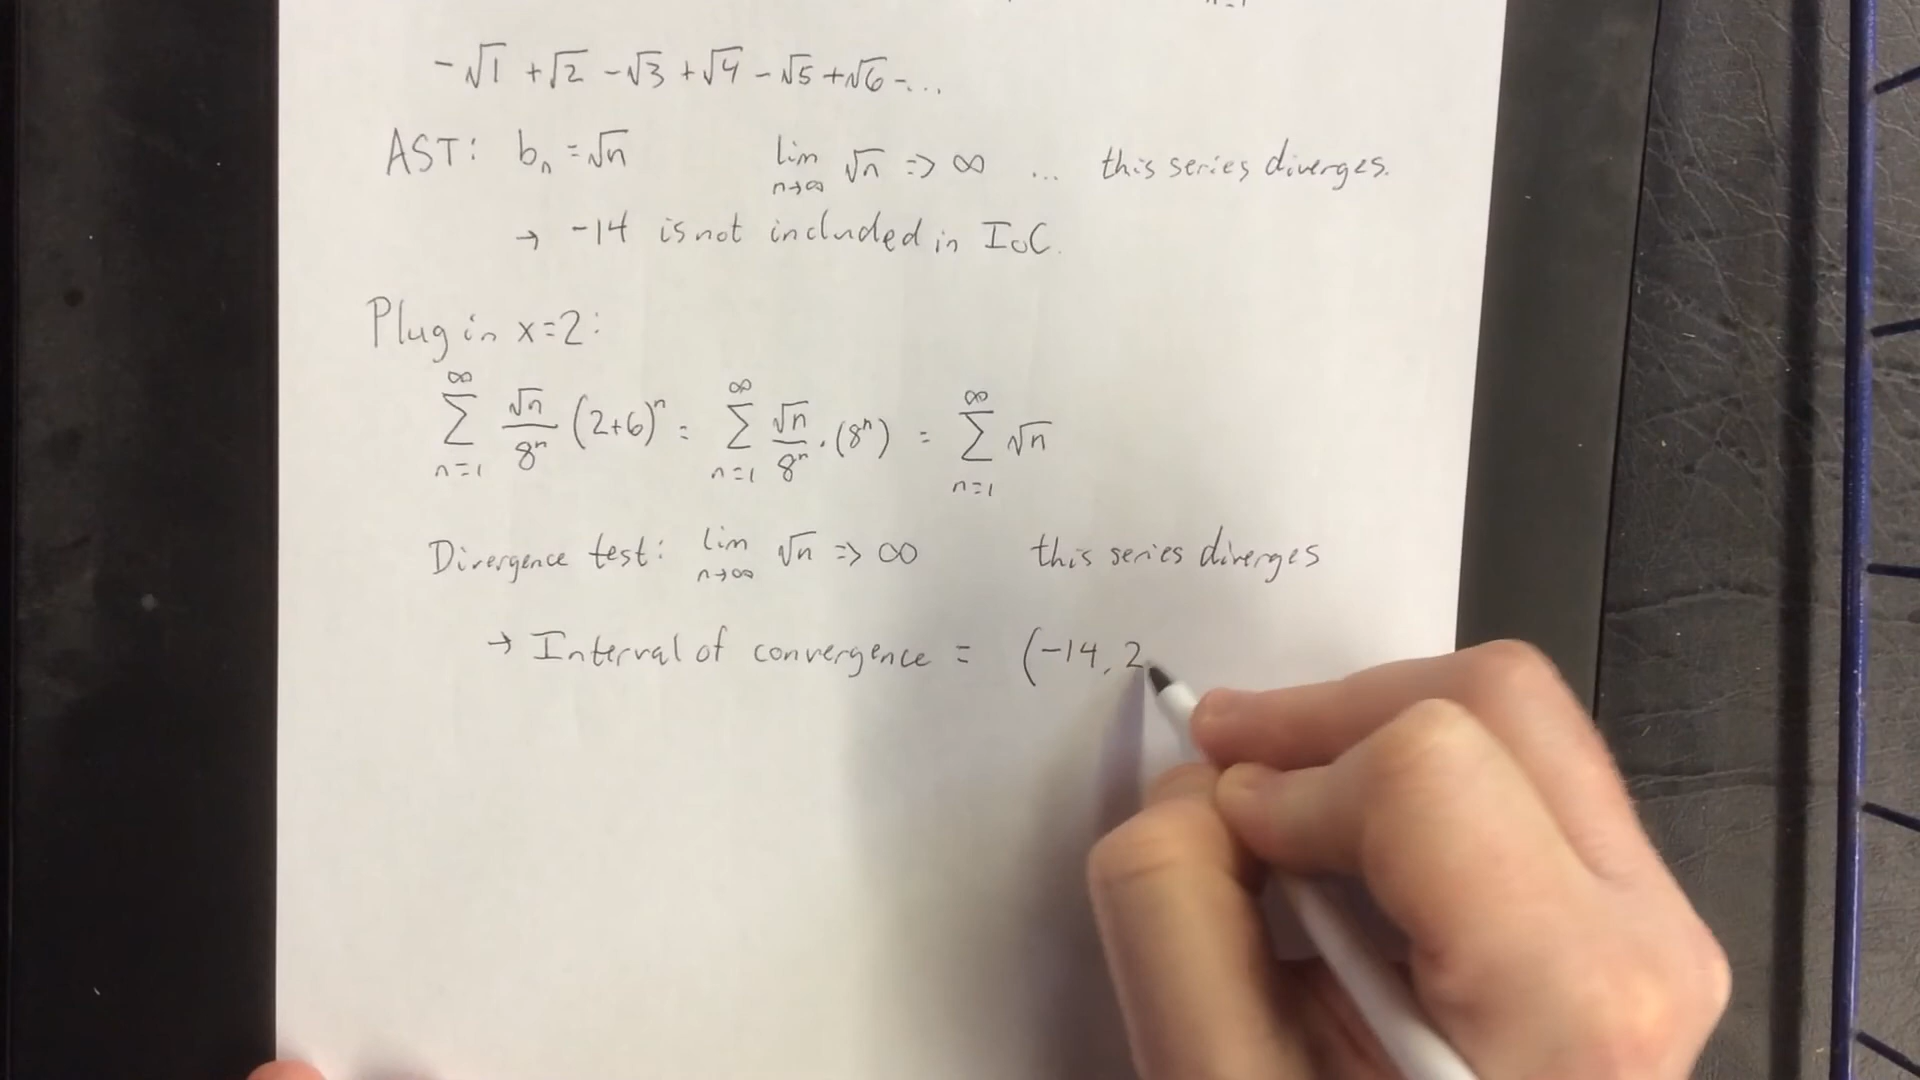 -√1 + √2 - √3 + √4 - √5 + √6 - ...
AST: bₙ = √n lim n→∞ √n => ∞ ... this series diverges.
→ -14 is not included in IoC.
Plug in x=2:
∞ ∑ n=1 √n/8ⁿ (2+6)ⁿ = ∞ ∑ n=1 √n/8ⁿ · (8ⁿ) = ∞ ∑ n=1 √n
Divergence test: lim n→∞ √n => ∞ this series diverges
→ Interval of convergence = (-14, 2